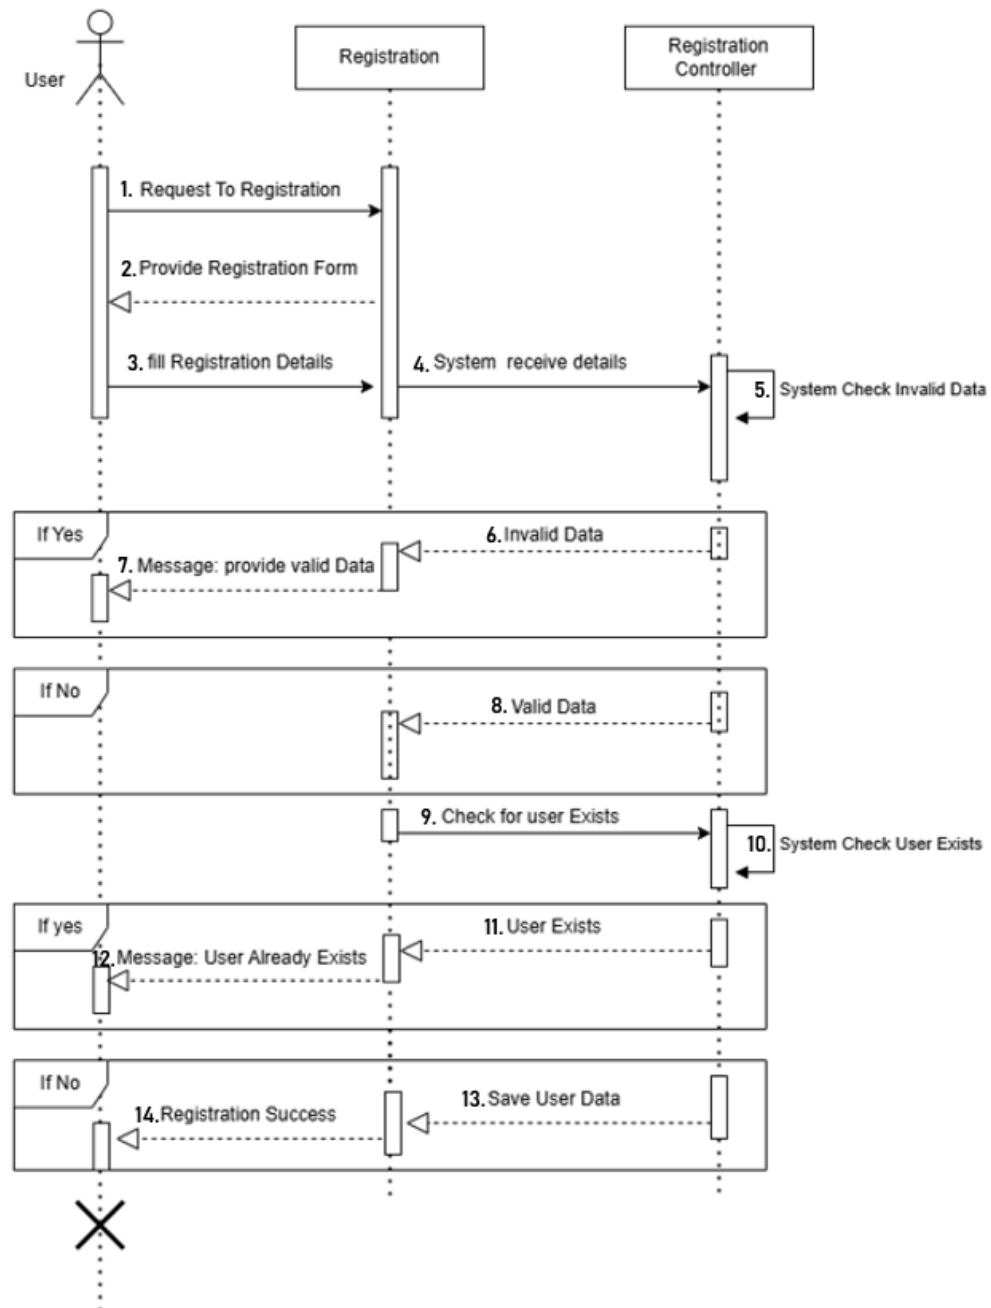 User
Registration
Registration
Controller
1. Request To Registration
2. Provide Registration Form
3. fill Registration Details
4. System receive details
5. System Check Invalid Data
If Yes
6. Invalid Data
7. Message: provide valid Data
If No
8. Valid Data
9. Check for user Exists
10. System Check User Exists
If yes
11. User Exists
12. Message: User Already Exists
If No
13. Save User Data
14. Registration Success